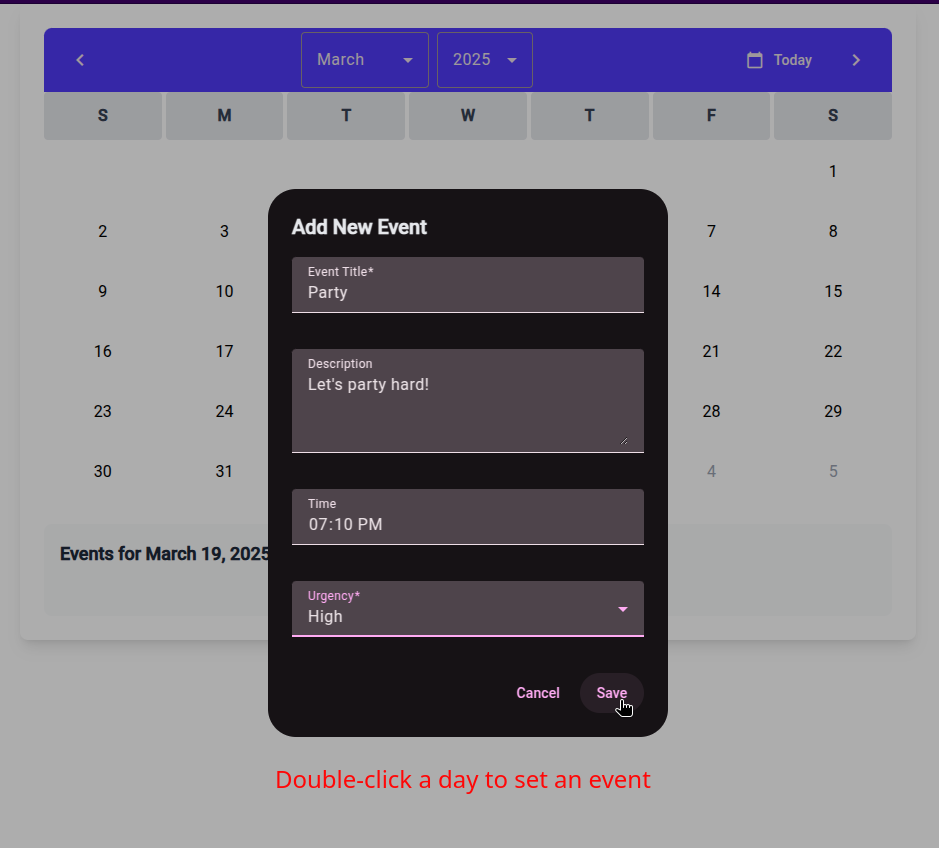 March 2025 Today
S M T W T F S
1
2 3 7 8
9 10 14 15
16 17 21 22
23 24 28 29
30 31 4 5
Events for March 19, 2025
Add New Event
Event Title*
Party
Description
Let's party hard!
Time
07:10 PM
Urgency*
High
Cancel Save
Double-click a day to set an event